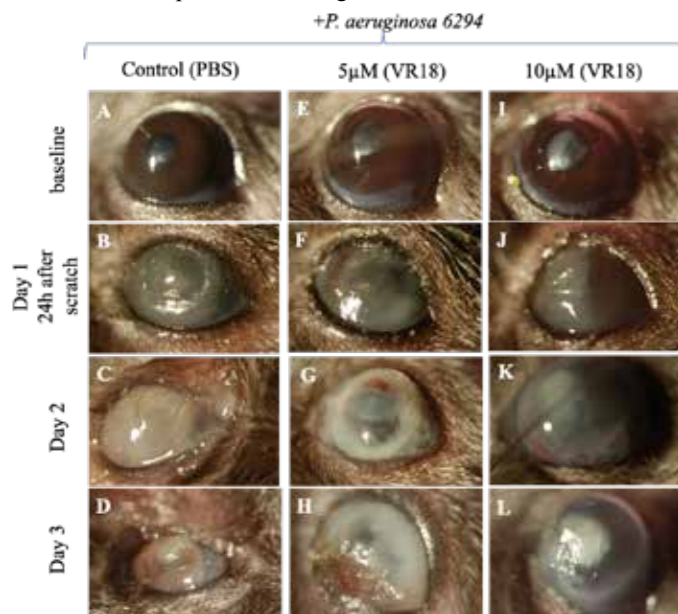 +P. aeruginosa 6294
Control (PBS) 5µM (VR18) 10µM (VR18)
baseline
A E I
Day 1
24h after
scratch
B F J
Day 2
C G K
Day 3
D H L